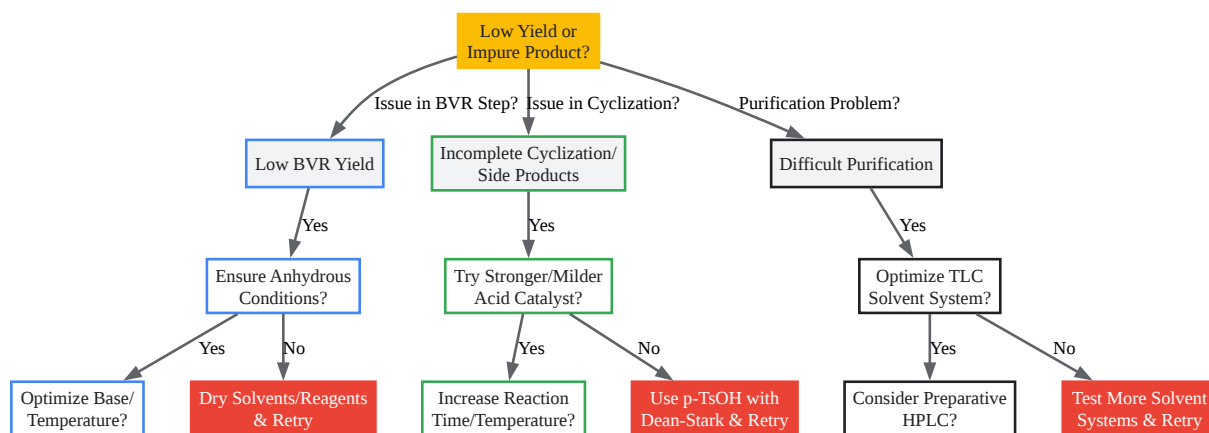 Low Yield or
Impure Product?
Issue in BVR Step?
Issue in Cyclization?
Purification Problem?
Low BVR Yield
Incomplete Cyclization/
Side Products
Difficult Purification
Yes
Yes
Yes
Ensure Anhydrous
Conditions?
Try Stronger/Milder
Acid Catalyst?
Optimize TLC
Solvent System?
Yes
No
Yes
No
Yes
No
Optimize Base/
Temperature?
Dry Solvents/Reagents
& Retry
Increase Reaction
Time/Temperature?
Use p-TsOH with
Dean-Stark & Retry
Consider Preparative
HPLC?
Test More Solvent
Systems & Retry